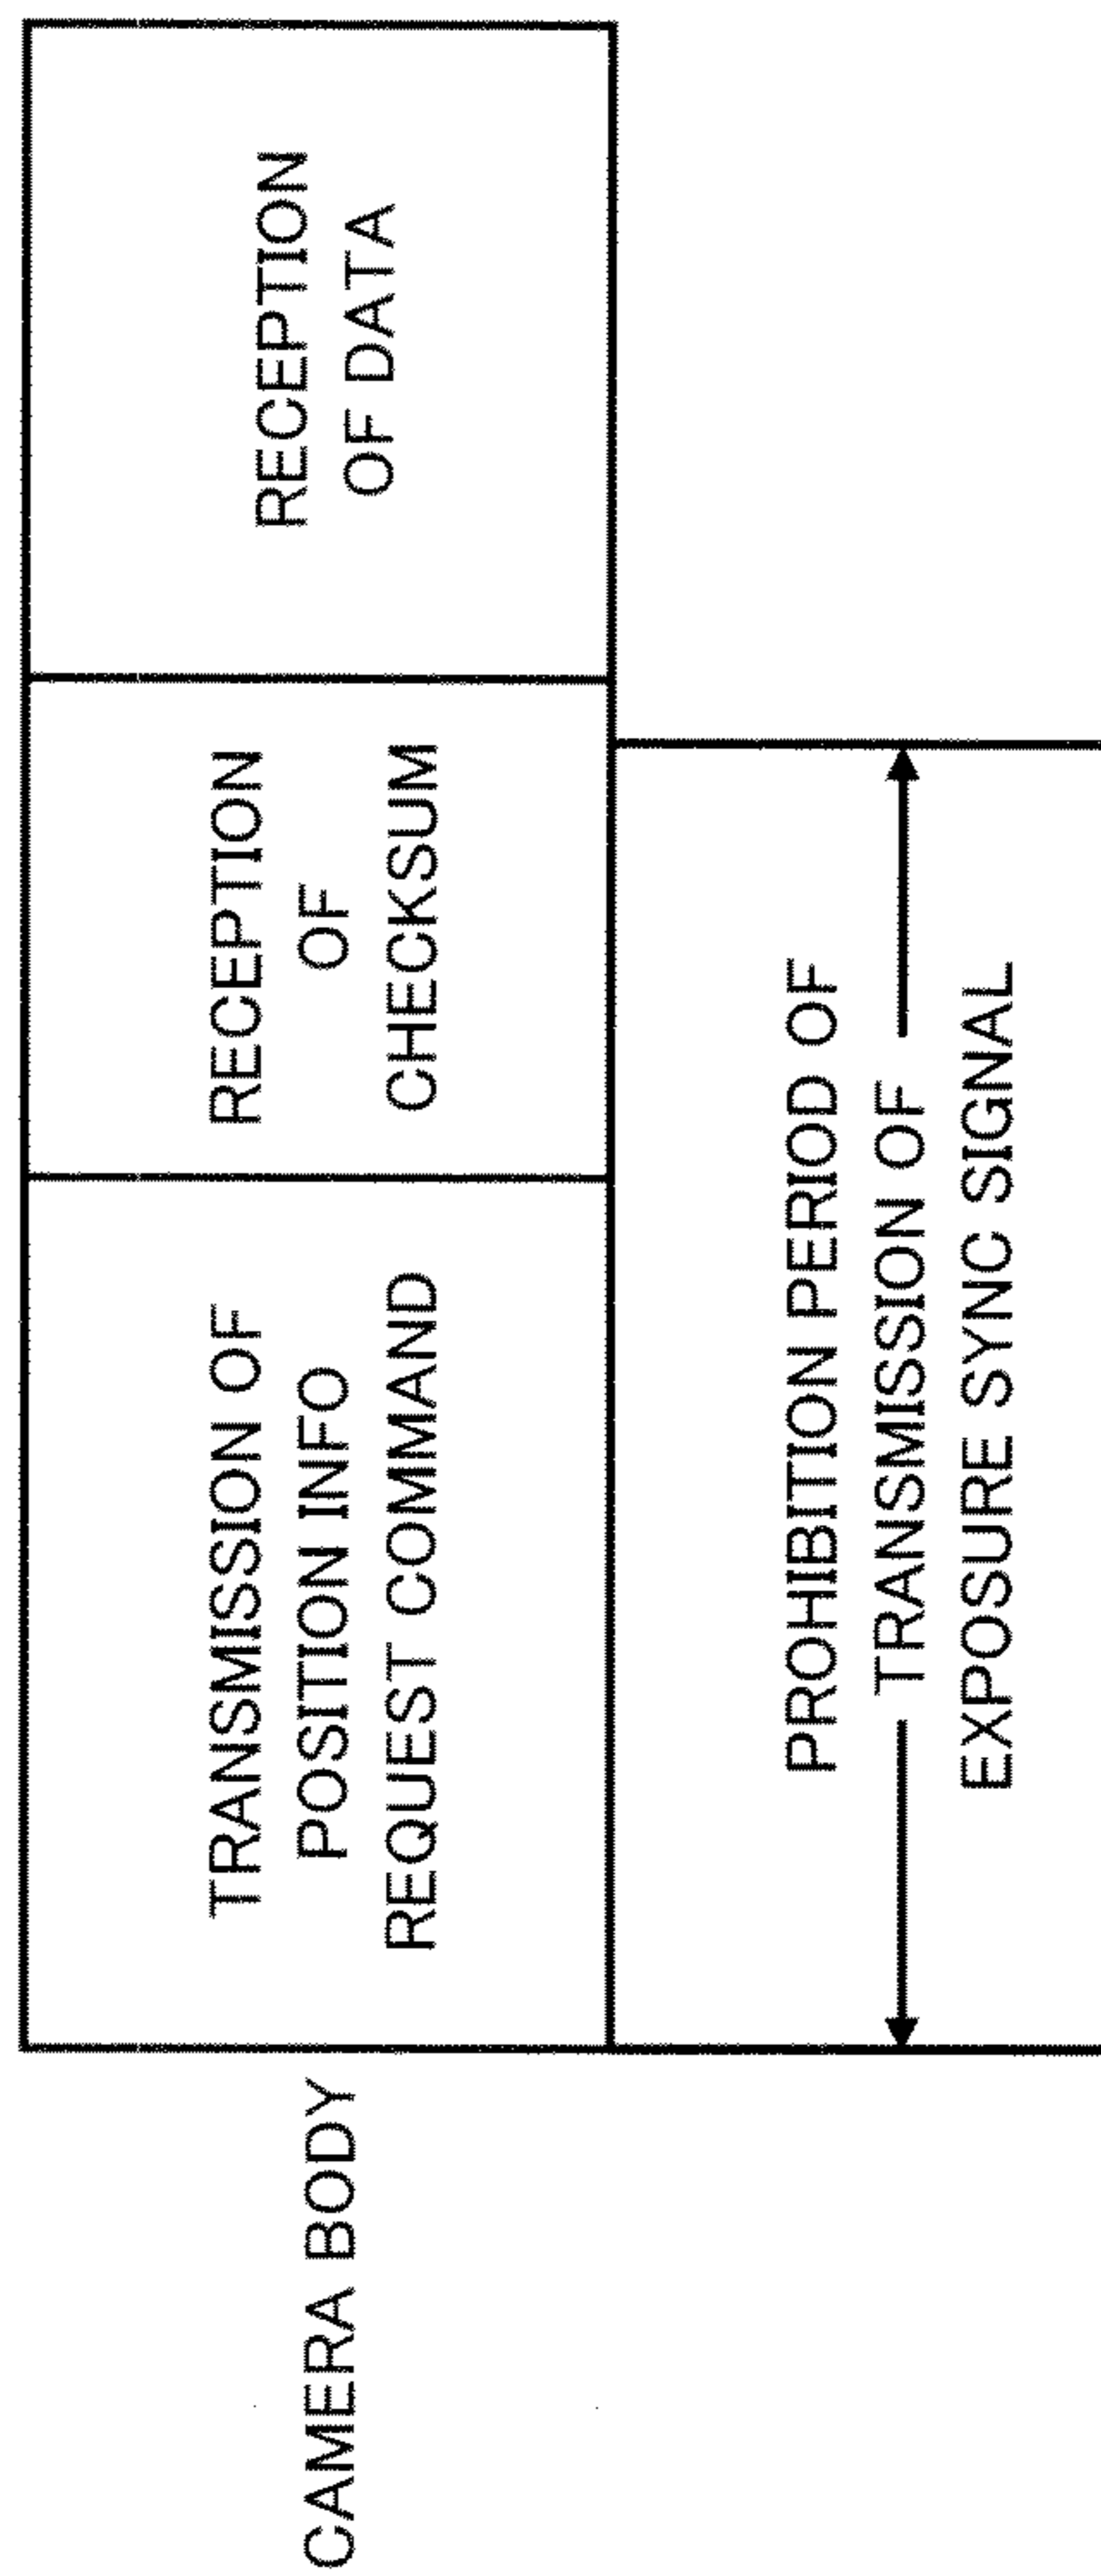 CAMERA BODY
TRANSMISSION OF
POSITION INFO
REQUEST COMMAND
RECEPTION
OF
CHECKSUM
RECEPTION
OF DATA
PROHIBITION PERIOD OF
TRANSMISSION OF
EXPOSURE SYNC SIGNAL